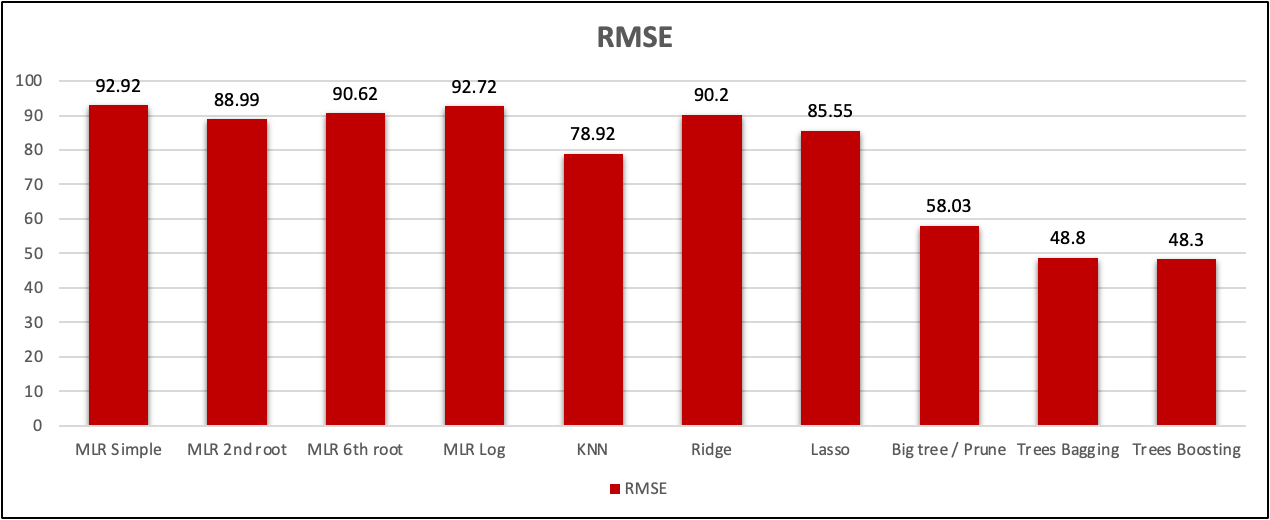 RMSE
100
90
80
70
60
50
40
30
20
10
0
92.92
88.99
90.62
92.72
78.92
90.2
85.55
58.03
48.8
48.3
MLR Simple
MLR 2nd root
MLR 6th root
MLR Log
KNN
Ridge
Lasso
Big tree / Prune
Trees Bagging
Trees Boosting
RMSE